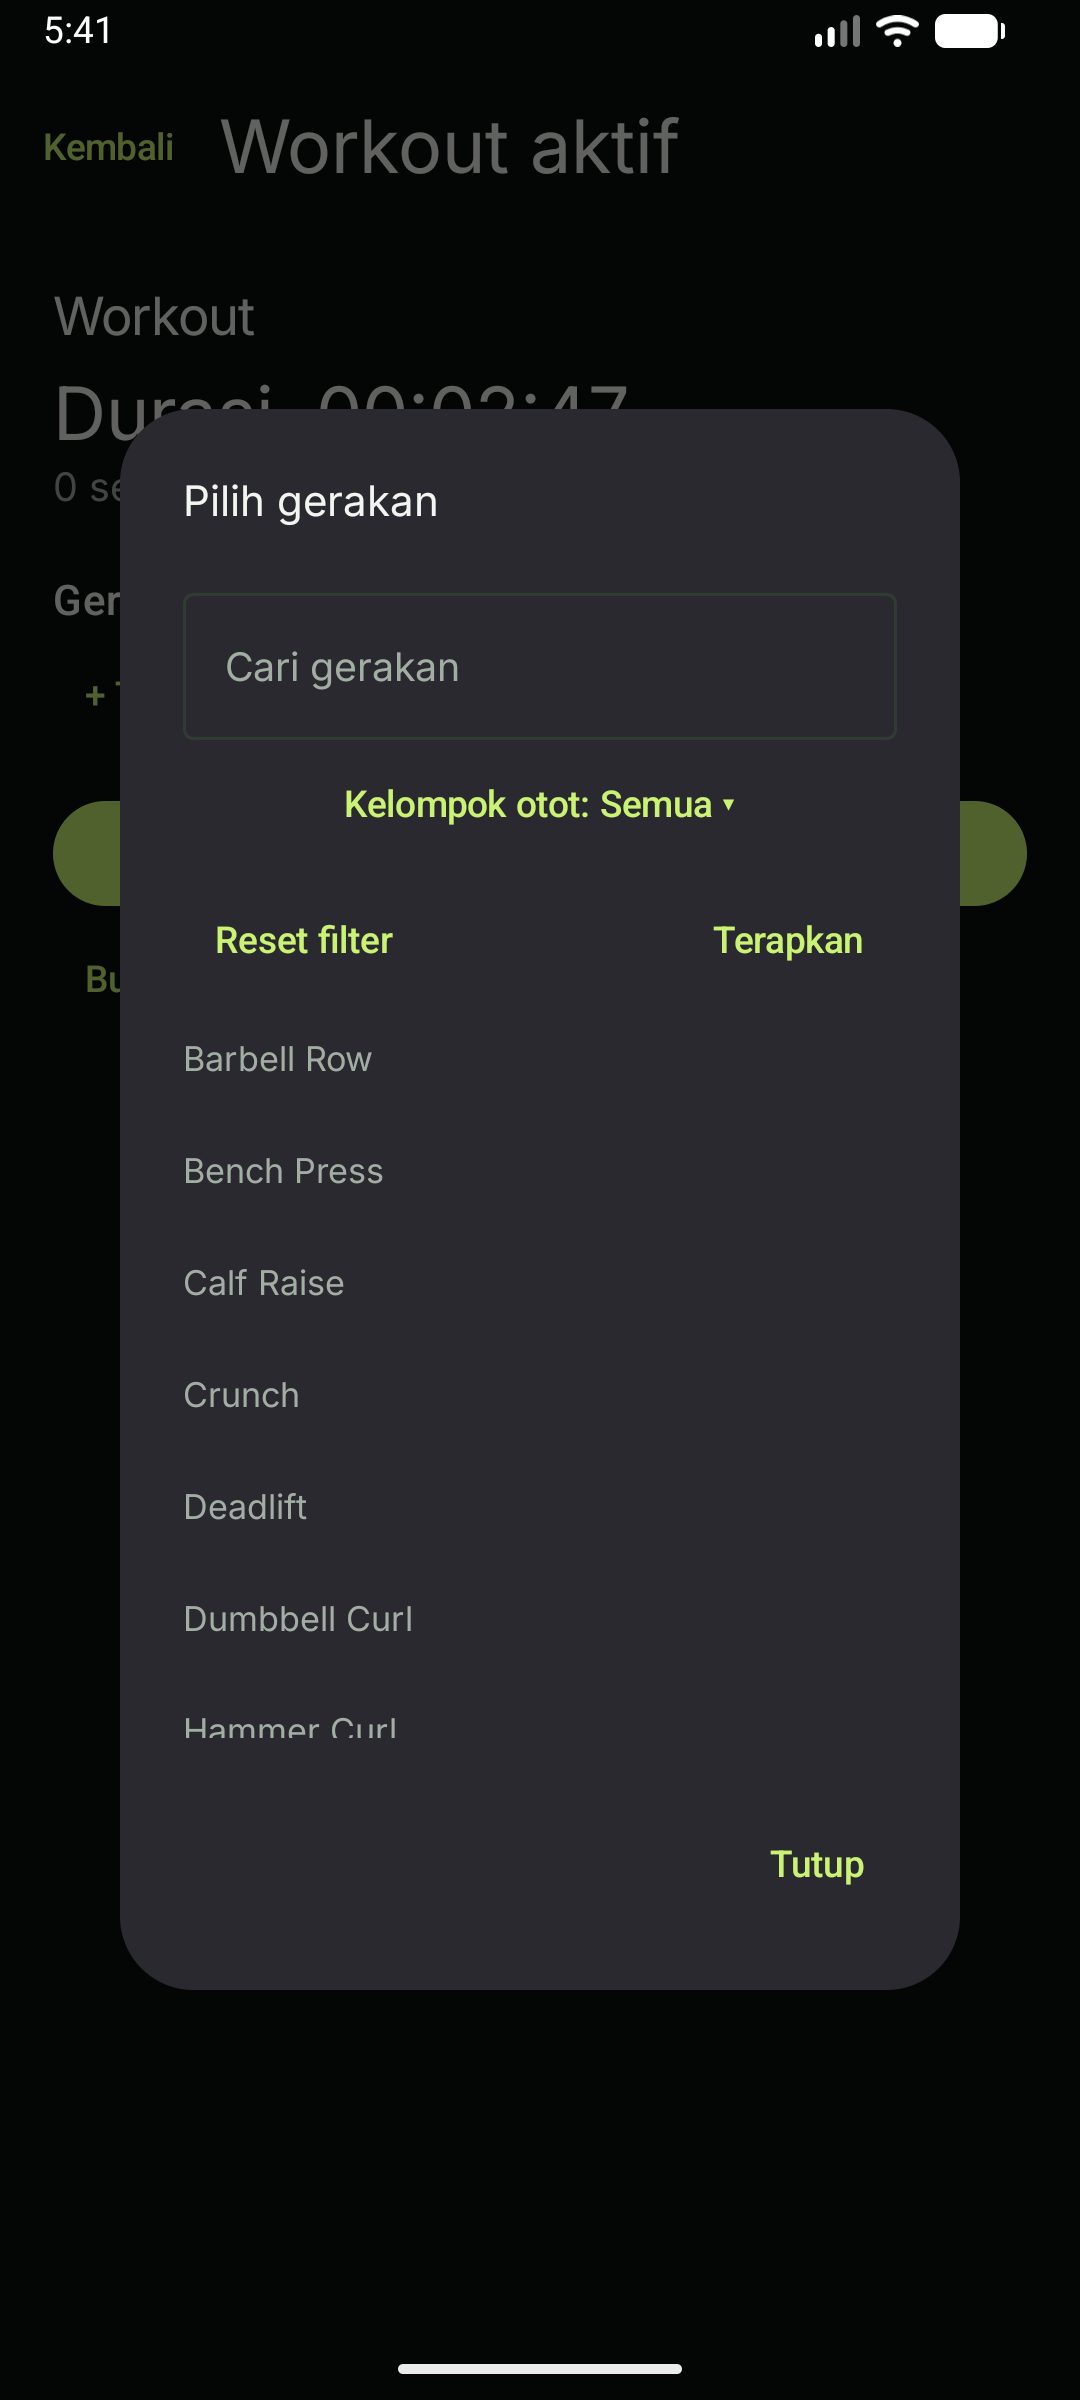 5:41
Kembali Workout aktif
Workout
0
Pilih gerakan
Cari gerakan
Kelompok otot: Semua ▾
Reset filter Terapkan
Barbell Row
Bench Press
Calf Raise
Crunch
Deadlift
Dumbbell Curl
Hammer Curl
Tutup